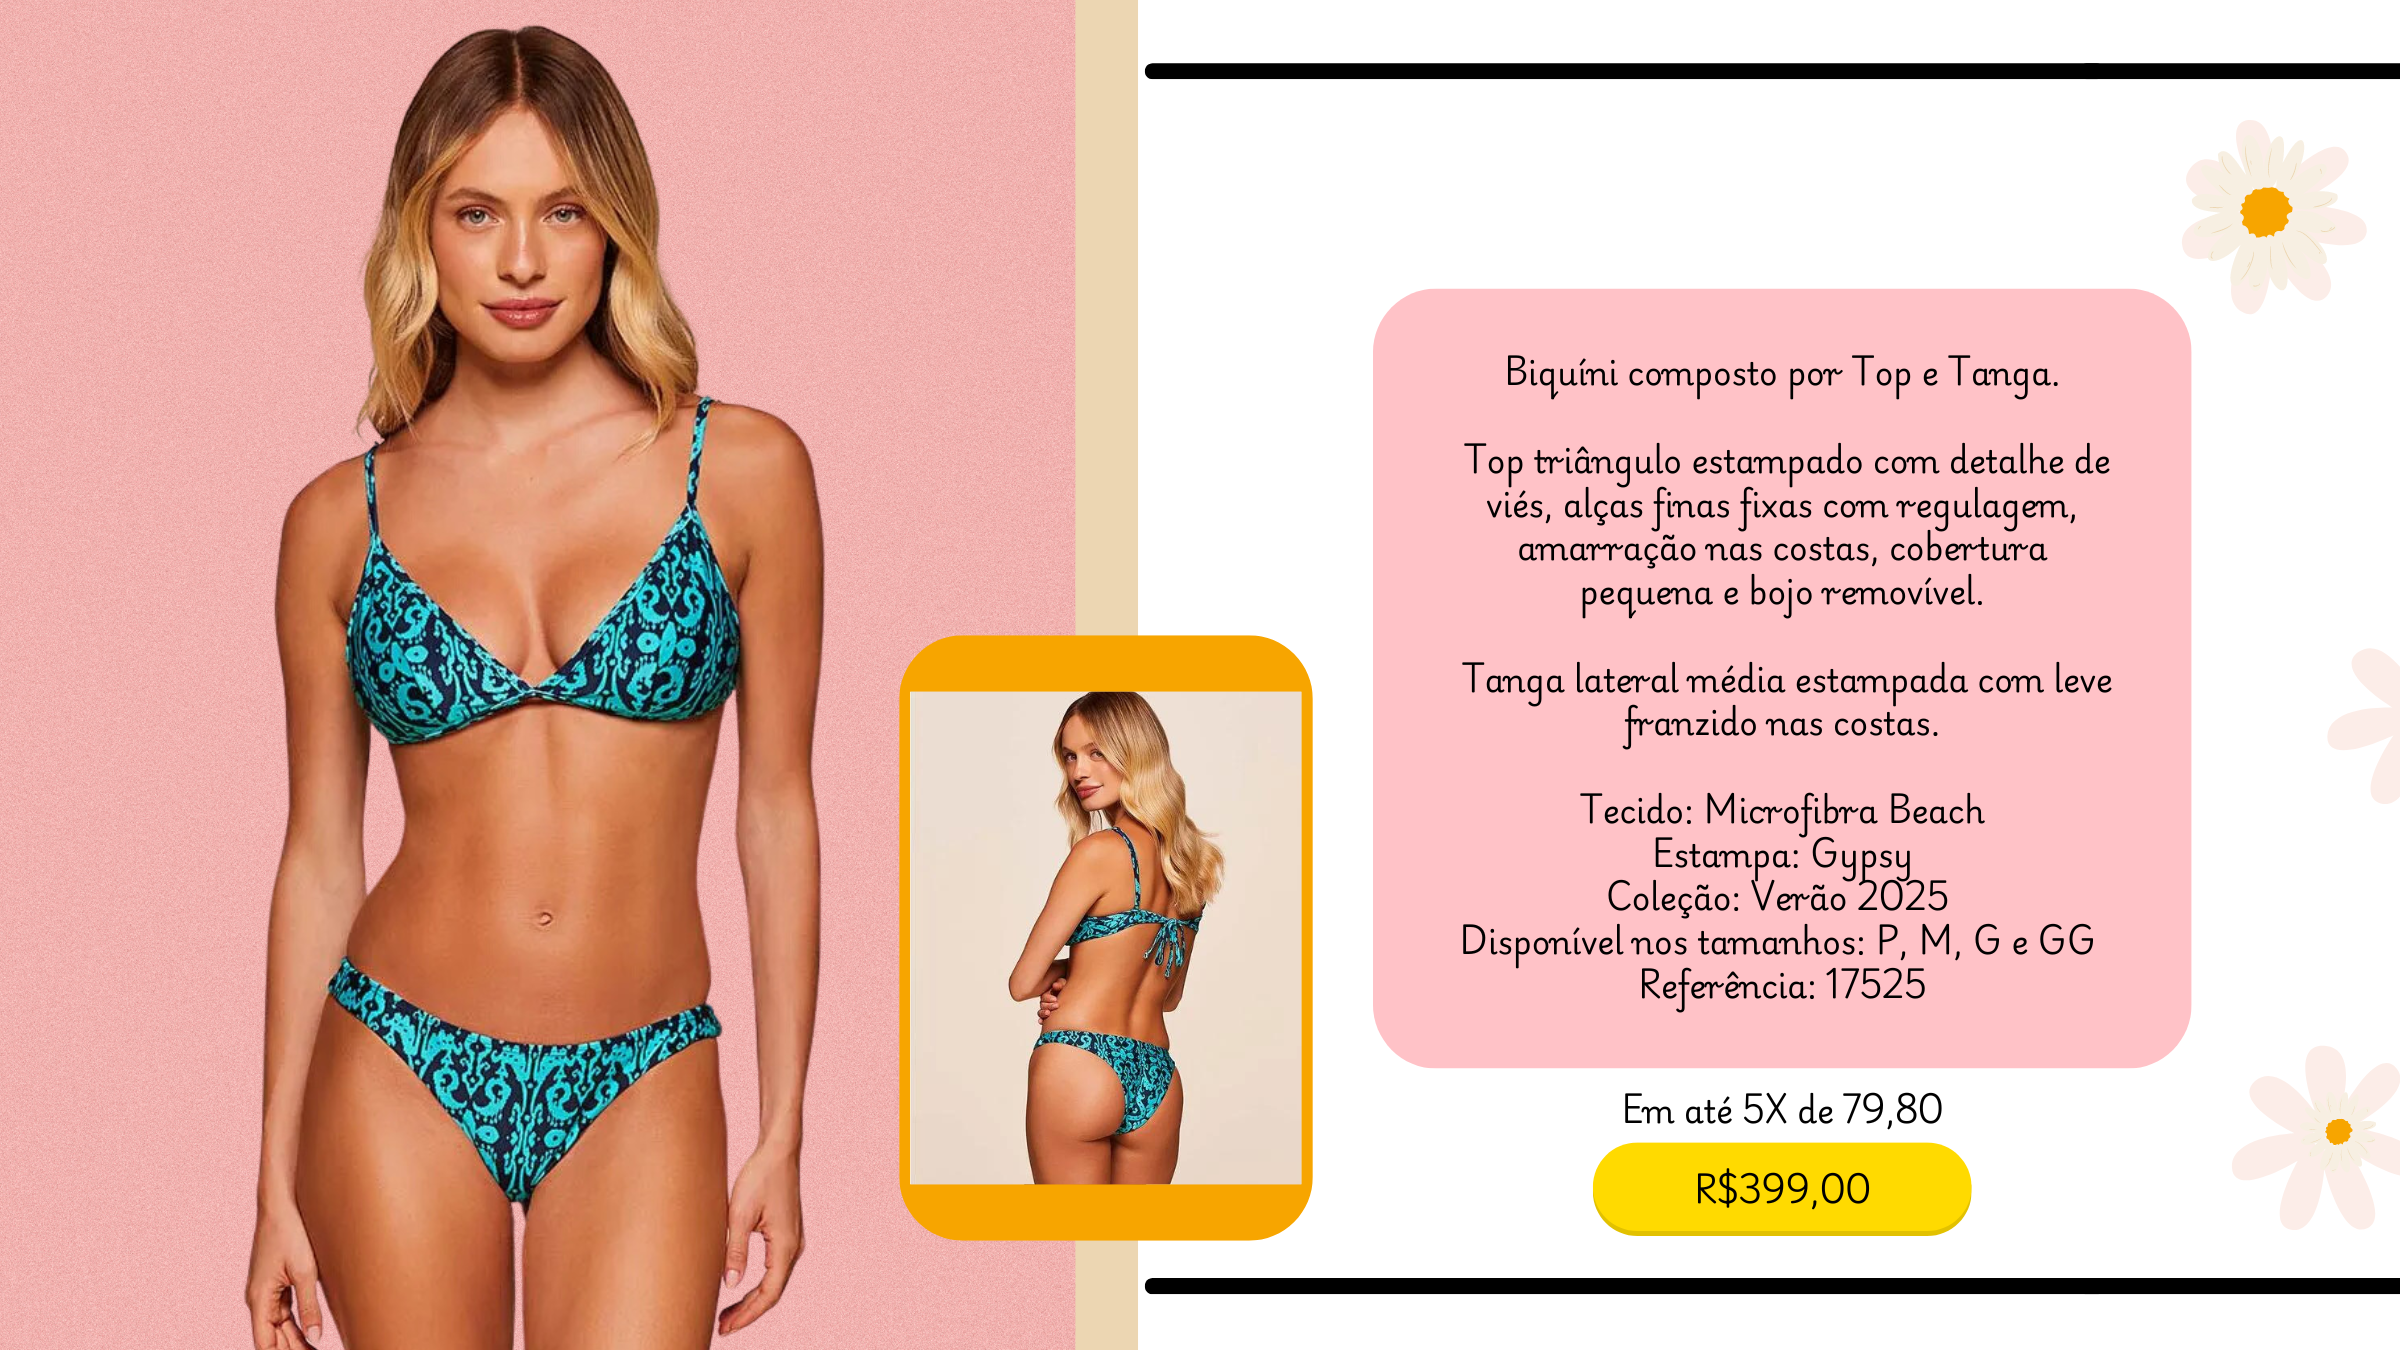 Biquíni composto por Top e Tanga.
Top triângulo estampado com detalhe de
viés, alças finas fixas com regulagem,
amarração nas costas, cobertura
pequena e bojo removível.
Tanga lateral média estampada com leve
franzido nas costas.
Tecido: Microfibra Beach
Estampa: Gypsy
Coleção: Verão 2025
Disponível nos tamanhos: P, M, G e GG
Referência: 17525
Em até 5X de 79,80
R$399,00